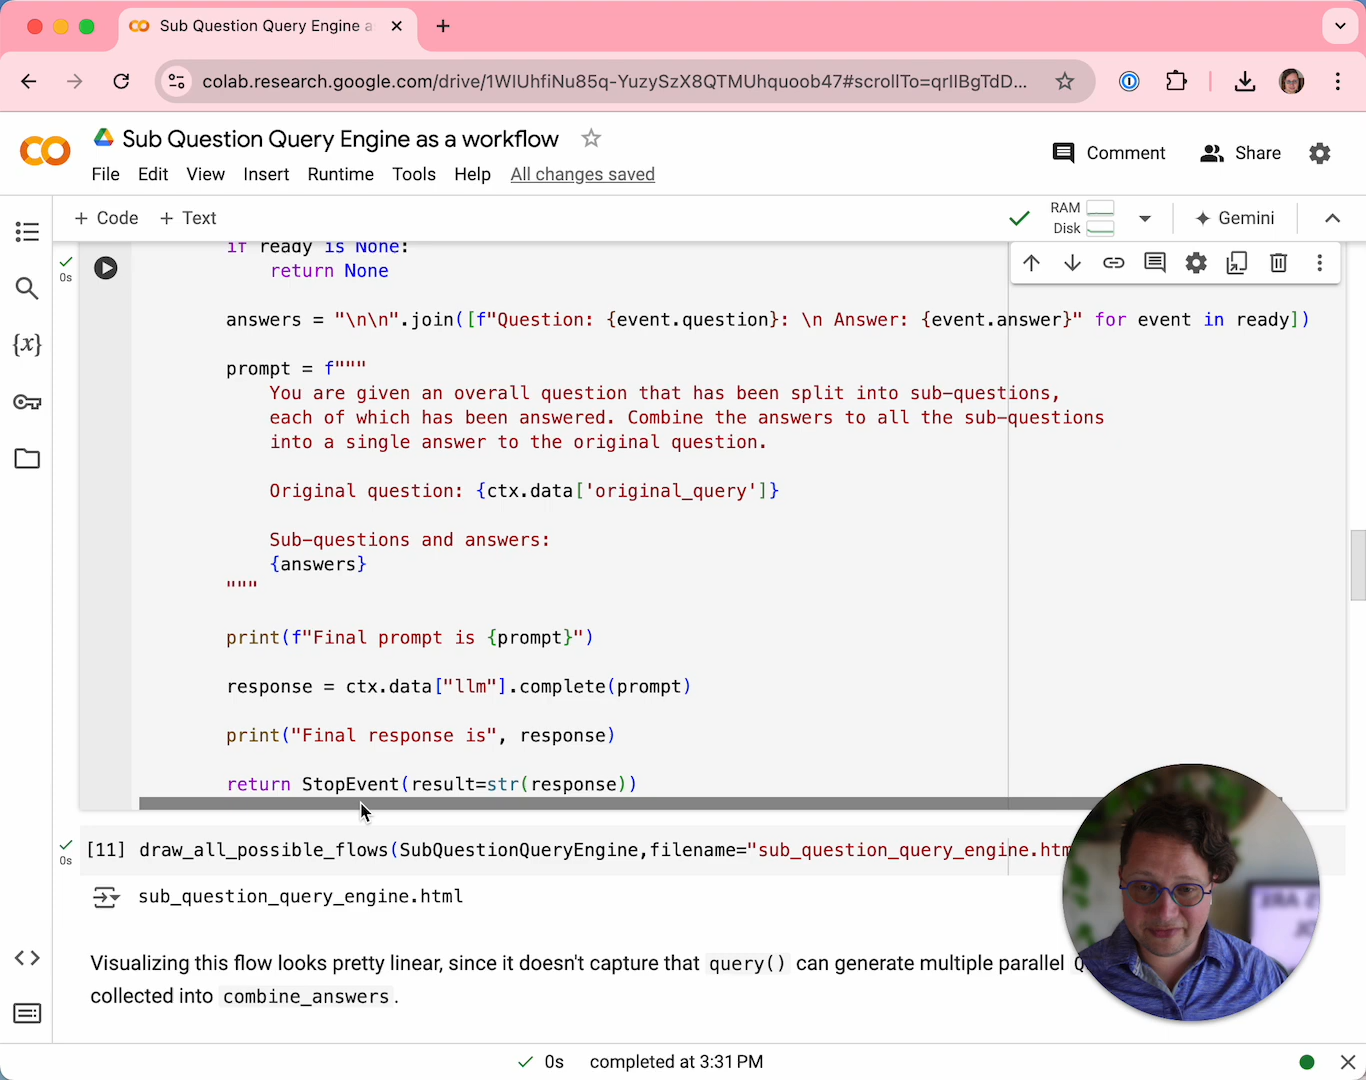 Sub Question Query Engine a
colab.research.google.com/drive/1WlUhfiNu85q-YuzySzX8QTMUhquoob47#scrollTo=qrIlBgTdD...
Sub Question Query Engine as a workflow
Comment
Share
File Edit View Insert Runtime Tools Help All changes saved
+ Code + Text
RAM
Disk
Gemini
if ready is None:
0s
return None
answers = "\n\n".join([f"Question: {event.question}: \n Answer: {event.answer}" for event in ready])
prompt = f"""
You are given an overall question that has been split into sub-questions,
each of which has been answered. Combine the answers to all the sub-questions
into a single answer to the original question.
Original question: {ctx.data['original_query']}
Sub-questions and answers:
{answers}
"""
print(f"Final prompt is {prompt}")
response = ctx.data["llm"].complete(prompt)
print("Final response is", response)
return StopEvent(result=str(response))
0s
[11] draw_all_possible_flows(SubQuestionQueryEngine,filename="sub_question_query_engine.htm
sub_question_query_engine.html
Visualizing this flow looks pretty linear, since it doesn't capture that query() can generate multiple parallel Q
collected into combine_answers.
0s completed at 3:31 PM